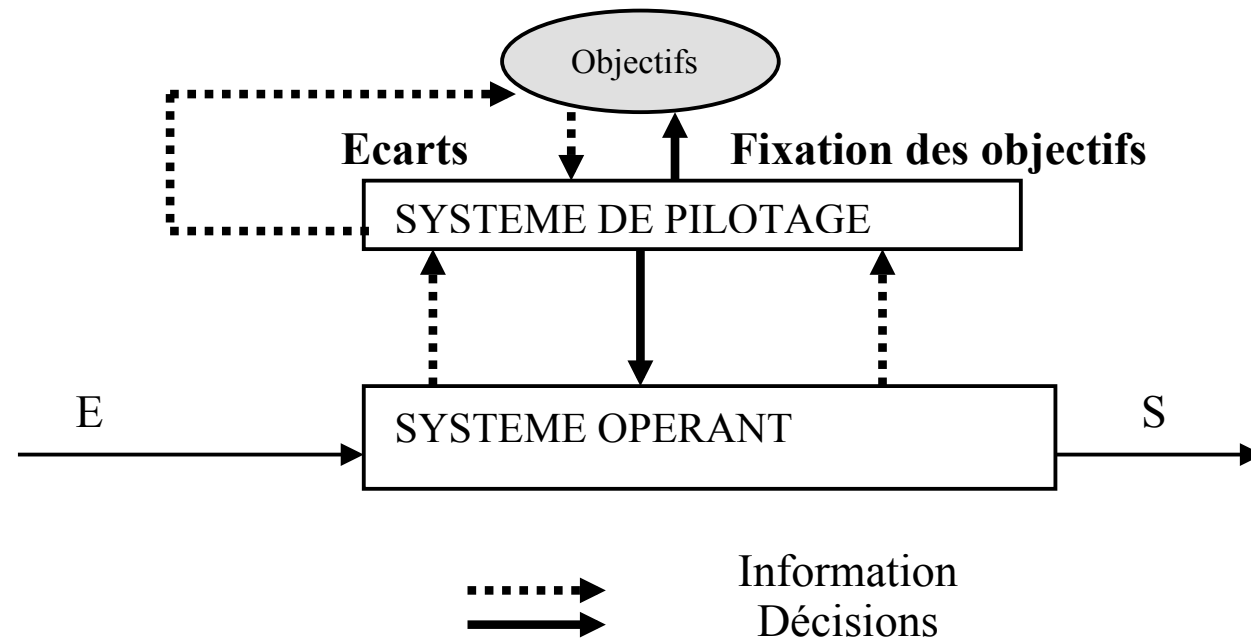 Objectifs
Ecarts
Fixation des objectifs
SYSTEME DE PILOTAGE
E
S
SYSTEME OPERANT
Information
Décisions